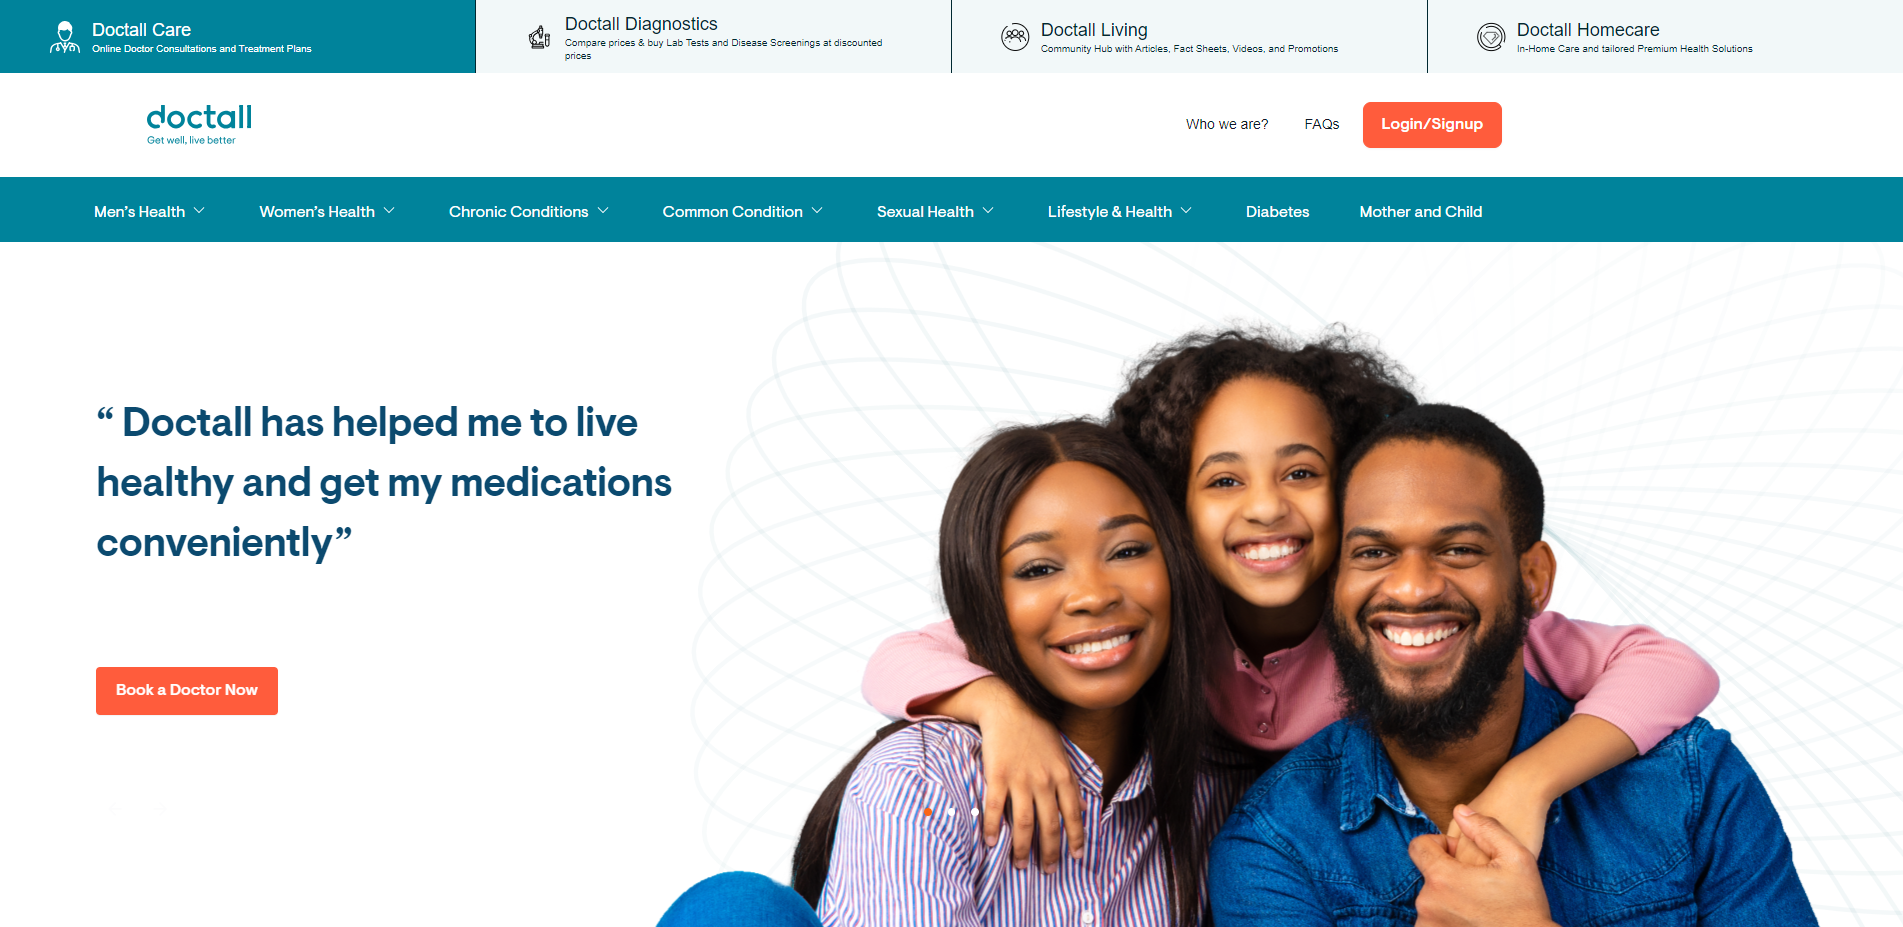 Doctall Care
Online Doctor Consultations and Treatment Plans
Doctall Diagnostics
Compare prices & buy Lab Tests and Disease Screenings at discounted
prices
Doctall Living
Community Hub with Articles, Fact Sheets, Videos, and Promotions
Doctall Homecare
In-Home Care and tailored Premium Health Solutions
doctall
Get well, live better
Who we are?
FAQs
Login/Signup
Men’s Health
Women’s Health
Chronic Conditions
Common Condition
Sexual Health
Lifestyle & Health
Diabetes
Mother and Child
“ Doctall has helped me to live
healthy and get my medications
conveniently”
Book a Doctor Now